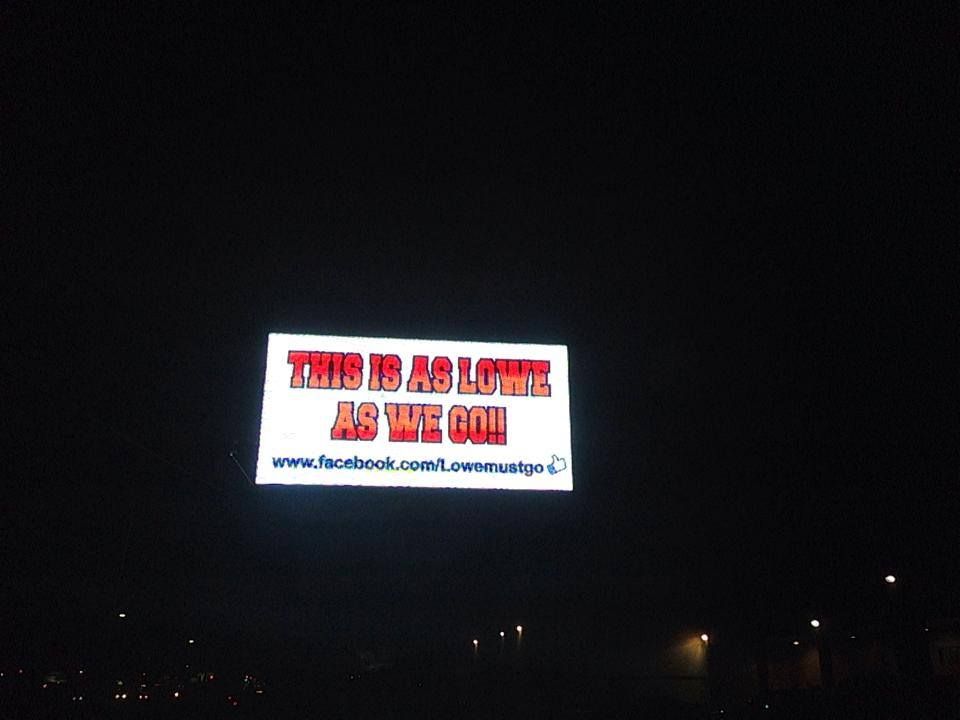 THIS IS AS LOWE
AS WE GO!!
www.facebook.com/Lowemustgo